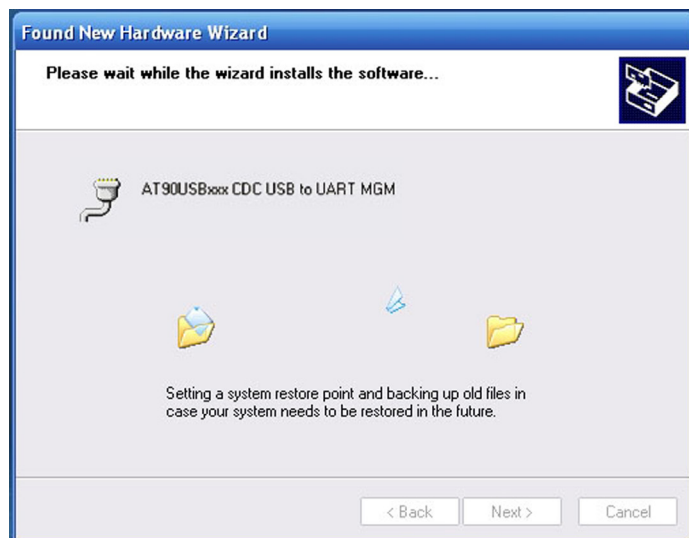 Found New Hardware Wizard
Please wait while the wizard installs the software...
AT90USBxxx CDC USB to UART MGM
Setting a system restore point and backing up old files in
case your system needs to be restored in the future.
< Back Next > Cancel